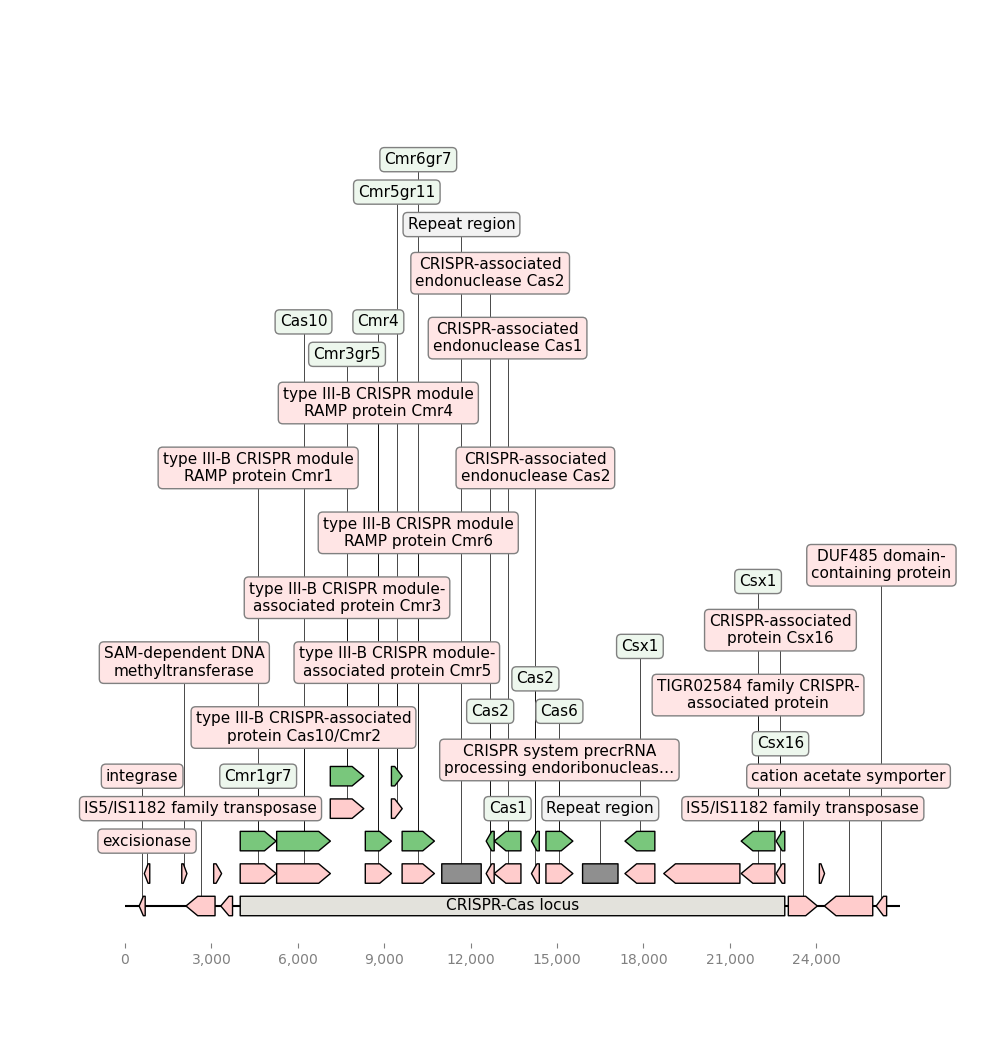 Cmr6gr7
Cmr5gr11
Repeat region
CRISPR-associated
endonuclease Cas2
Cas10
Cmr4
CRISPR-associated
endonuclease Cas1
Cmr3gr5
type III-B CRISPR module
RAMP protein Cmr4
type III-B CRISPR module
RAMP protein Cmr1
CRISPR-associated
endonuclease Cas2
type III-B CRISPR module
RAMP protein Cmr6
DUF485 domain-
containing protein
Csx1
type III-B CRISPR module-
associated protein Cmr3
CRISPR-associated
protein Csx16
Csx1
SAM-dependent DNA
methyltransferase
type III-B CRISPR module-
associated protein Cmr5
Cas2
TIGR02584 family CRISPR-
associated protein
Cas2
Cas6
type III-B CRISPR-associated
protein Cas10/Cmr2
Csx16
CRISPR system precrRNA
processing endoribonucleas…
integrase
Cmr1gr7
cation acetate symporter
IS5/IS1182 family transposase
Cas1
Repeat region
IS5/IS1182 family transposase
excisionase
CRISPR-Cas locus
0
3,000
6,000
9,000
12,000
15,000
18,000
21,000
24,000